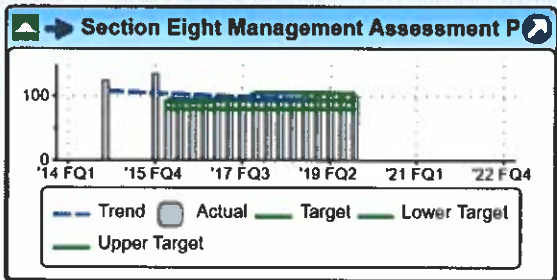 Section Eight Management Assessment P
100
0
'14 FQ1 '15 FQ4 '17 FQ3 '19 FQ2 '21 FQ1 '22 FQ4
Trend Actual Target Lower Target
Upper Target